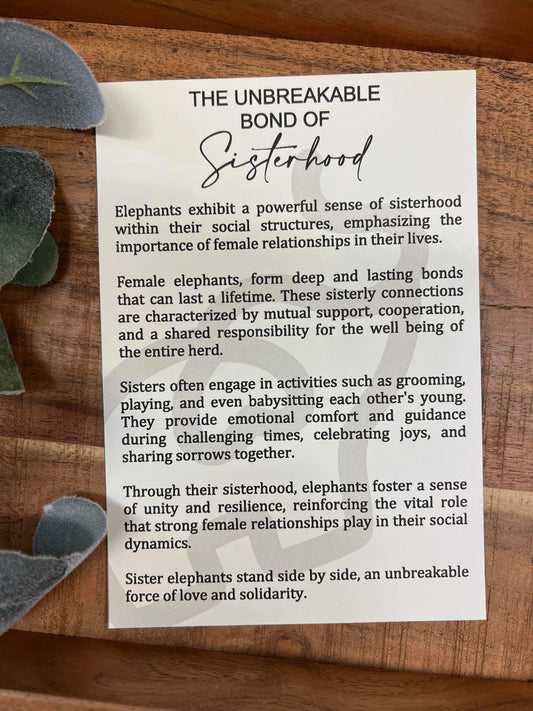 THE UNBREAKABLE
BOND OF
Sisterhood
Elephants exhibit a powerful sense of sisterhood
within their social structures, emphasizing the
importance of female relationships in their lives.
Female elephants, form deep and lasting bonds
that can last a lifetime. These sisterly connections
are characterized by mutual support, cooperation,
and a shared responsibility for the well being of
the entire herd.
Sisters often engage in activities such as grooming,
playing, and even babysitting each other's young.
They provide emotional comfort and guidance
during challenging times, celebrating joys, and
sharing sorrows together.
Through their sisterhood, elephants foster a sense
of unity and resilience, reinforcing the vital role
that strong female relationships play in their social
dynamics.
Sister elephants stand side by side, an unbreakable
force of love and solidarity.